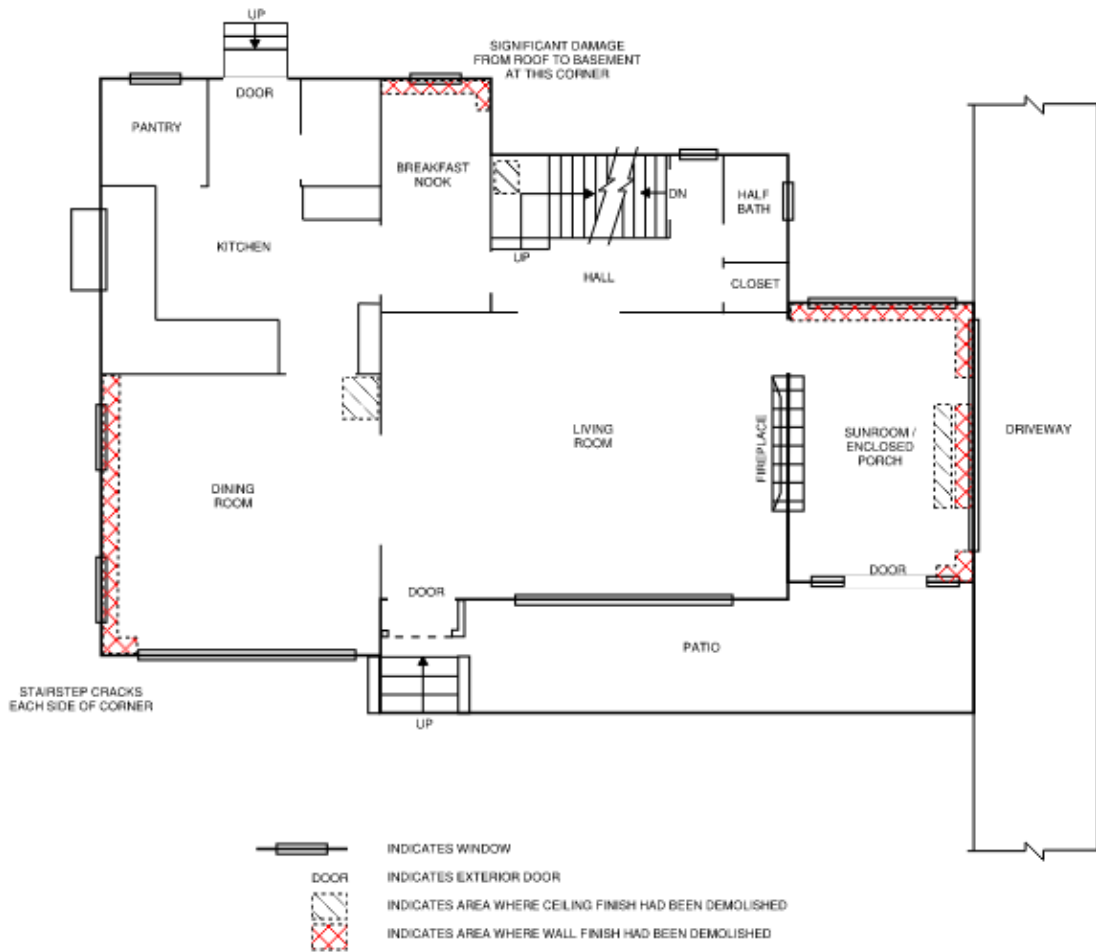 UP
SIGNIFICANT DAMAGE
FROM ROOF TO BASEMENT
AT THIS CORNER
DOOR
PANTRY
BREAKFAST
NOOK
HALF
BATH
DN
KITCHEN
UP
HALL
CLOSET
LIVING
ROOM
FIREPLACE
SUNROOM /
ENCLOSED
PORCH
DRIVEWAY
DINING
ROOM
DOOR
DOOR
PATIO
STAIRSTEP CRACKS
EACH SIDE OF CORNER
UP
INDICATES WINDOW
DOOR INDICATES EXTERIOR DOOR
INDICATES AREA WHERE CEILING FINISH HAD BEEN DEMOLISHED
INDICATES AREA WHERE WALL FINISH HAD BEEN DEMOLISHED